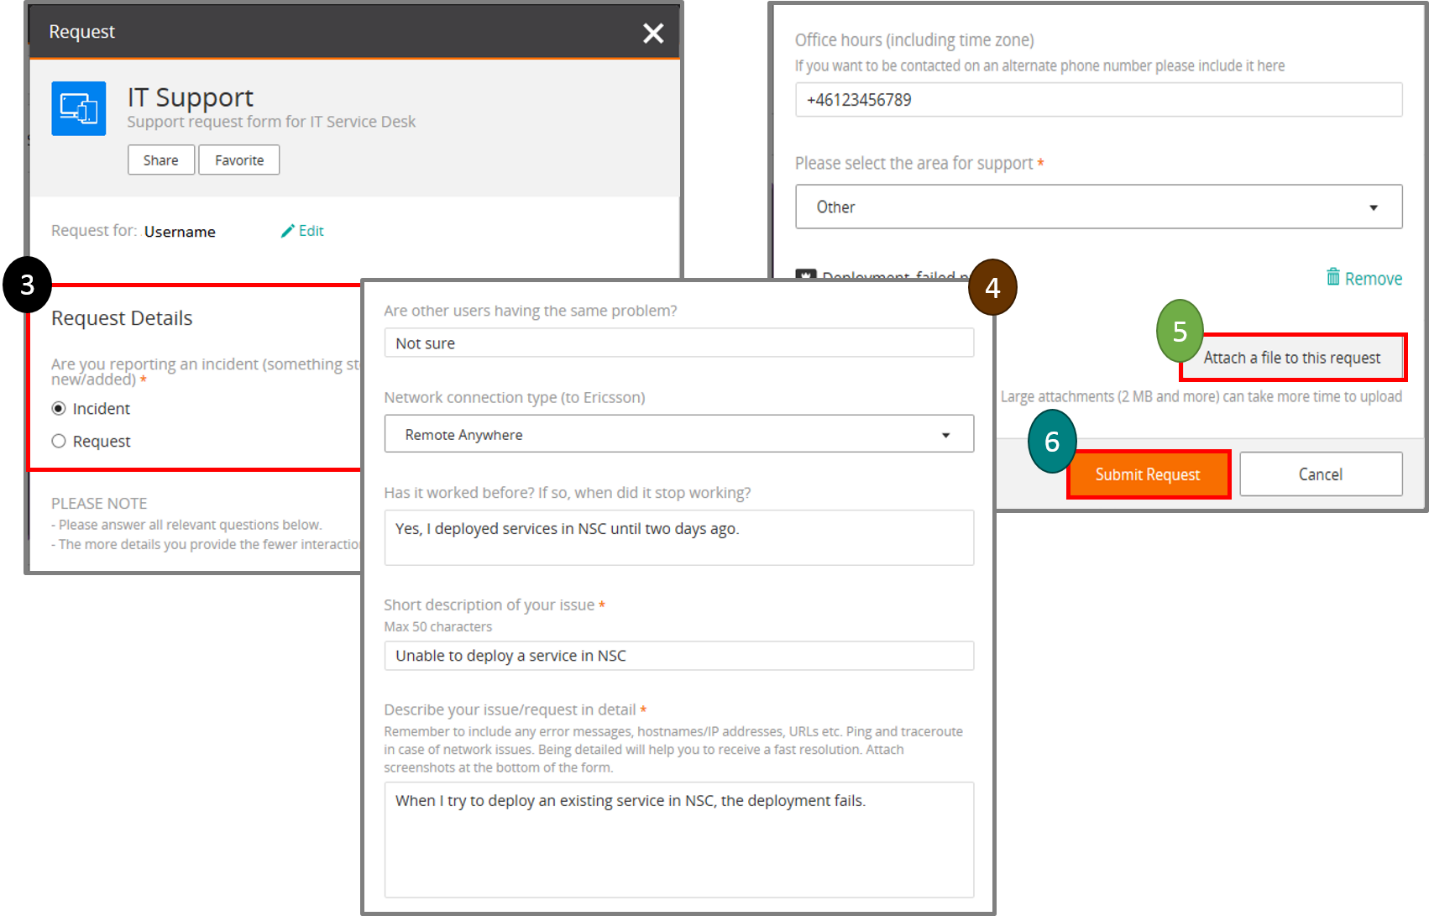 Request
IT Support
Support request form for IT Service Desk
Share
Favorite
Request for: Username
Edit
3
Request Details
Are you reporting an incident (something st
new/added) *
Incident
Request
PLEASE NOTE
- Please answer all relevant questions below.
- The more details you provide the fewer interactio
4
Are other users having the same problem?
Not sure
Network connection type (to Ericsson)
Remote Anywhere
Has it worked before? If so, when did it stop working?
Yes, I deployed services in NSC until two days ago.
Short description of your issue *
Max 50 characters
Unable to deploy a service in NSC
Describe your issue/request in detail *
Remember to include any error messages, hostnames/IP addresses, URLs etc. Ping and traceroute
in case of network issues. Being detailed will help you to receive a fast resolution. Attach
screenshots at the bottom of the form.
When I try to deploy an existing service in NSC, the deployment fails.
Office hours (including time zone)
If you want to be contacted on an alternate phone number please include it here
+46123456789
Please select the area for support *
Other
Deployment_failed
Remove
5
Attach a file to this request
Large attachments (2 MB and more) can take more time to upload
6
Submit Request
Cancel